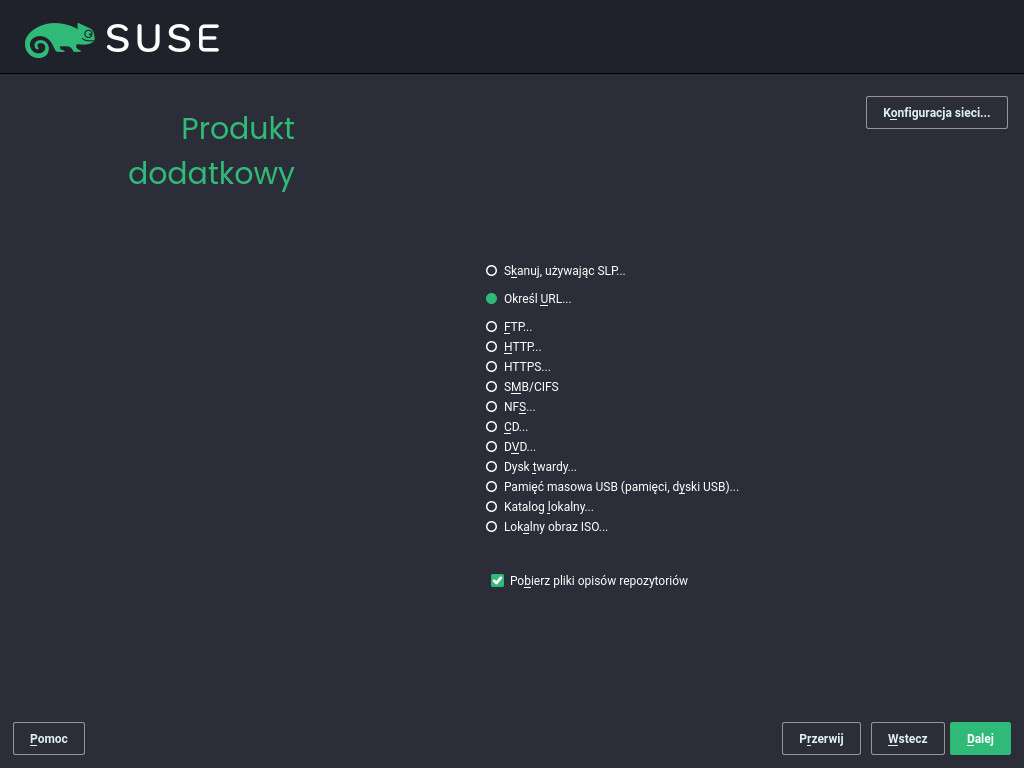 SUSE
Konfiguracja sieci...
Produkt
dodatkowy
Skanuj, używając SLP...
Określ URL...
FTP...
HTTP...
HTTPS...
SMB/CIFS
NFS...
CD...
DVD...
Dysk twardy...
Pamięć masowa USB (pamięci, dyski USB)...
Katalog lokalny...
Lokalny obraz ISO...
Pobierz pliki opisów repozytoriów
Pomoc
Przerwij
Wstecz
Dalej